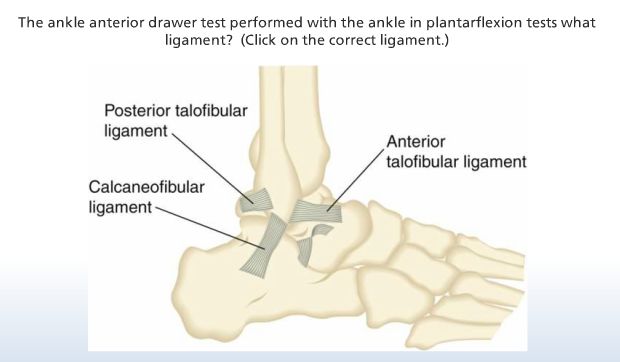 The ankle anterior drawer test performed with the ankle in plantarflexion tests what
ligament?  (Click on the correct ligament.)
Posterior talofibular
ligament
Anterior
talofibular ligament
Calcaneofibular
ligament